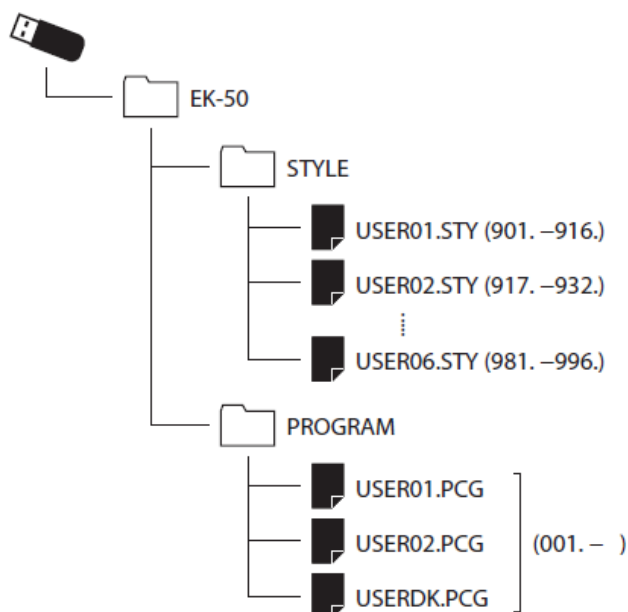 EK-50
STYLE
USER01.STY (901. –916.)
USER02.STY (917. –932.)
USER06.STY (981. –996.)
PROGRAM
USER01.PCG
USER02.PCG (001. – )
USERDK.PCG